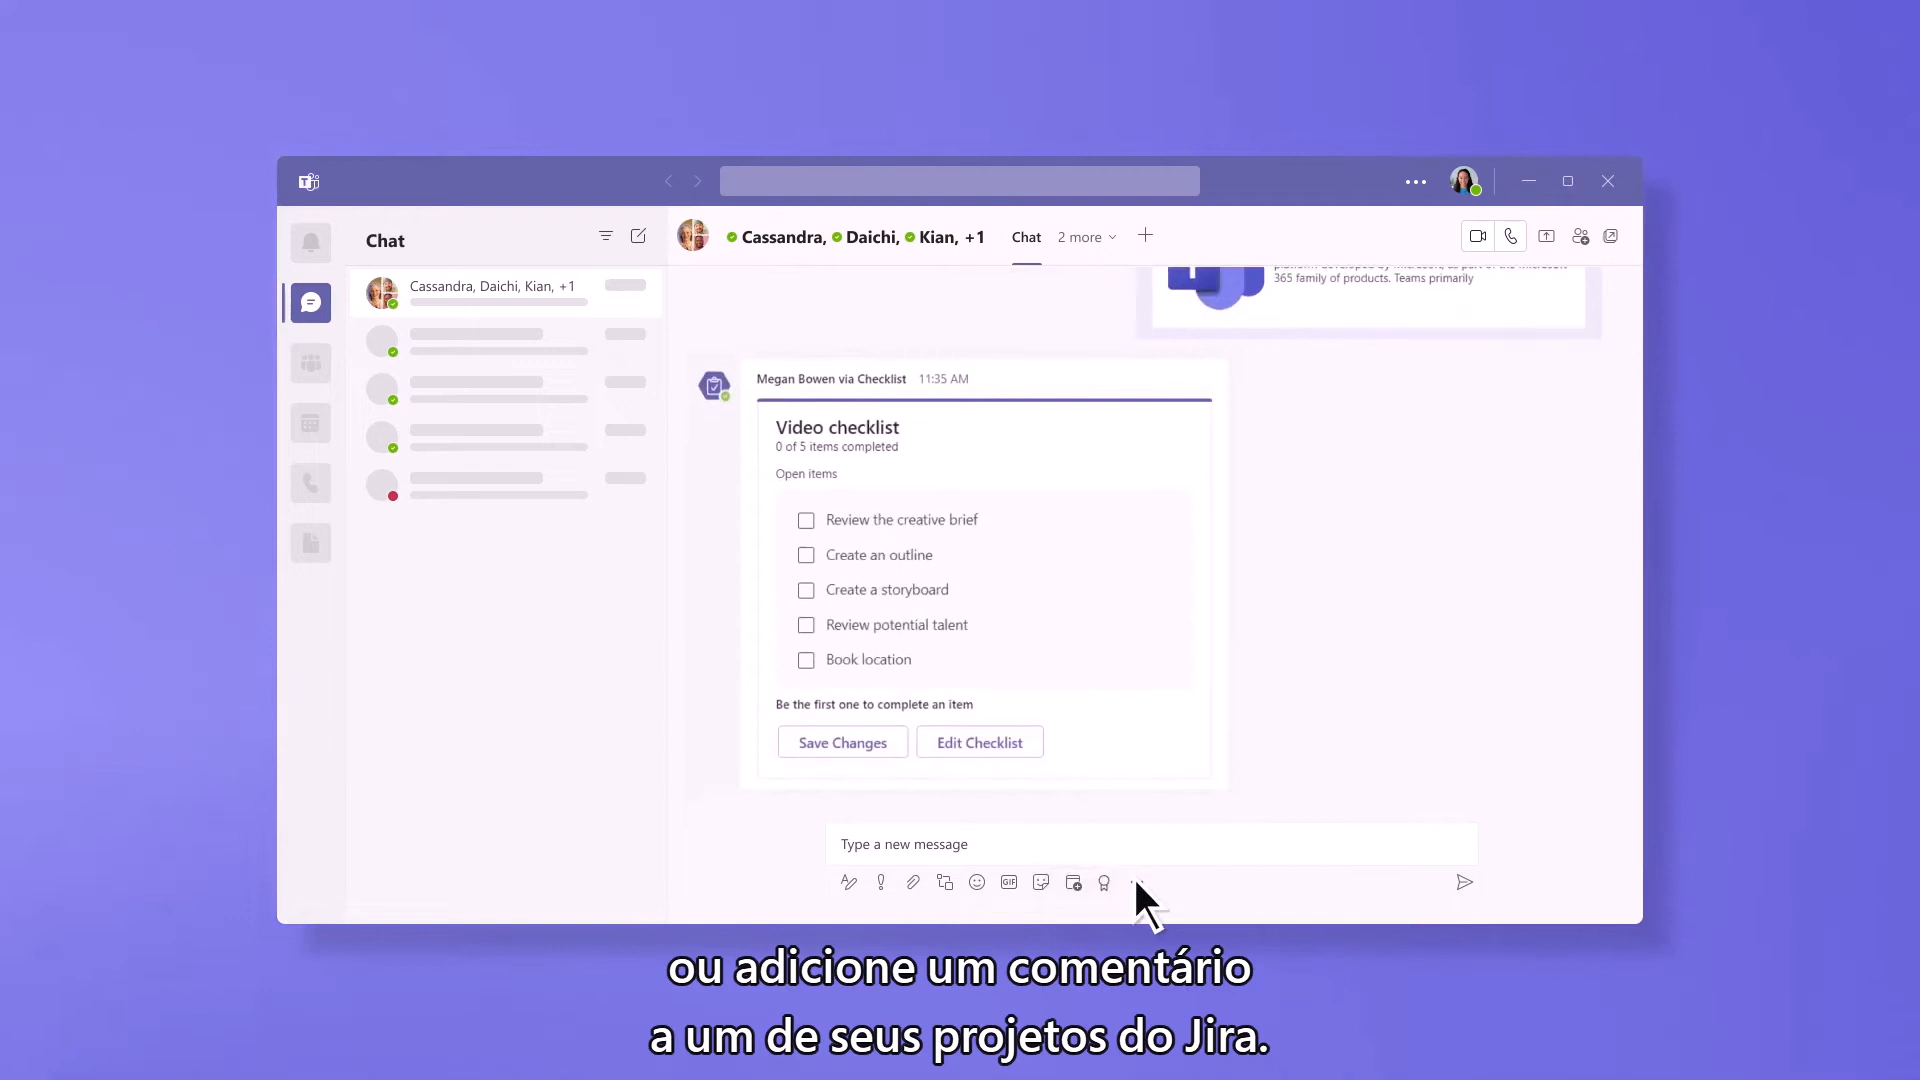 Chat
Cassandra, Daichi, Kian, +1
Cassandra, Daichi, Kian, +1
Chat
2 more
365 family of products. Teams primarily
Megan Bowen via Checklist 11:35 AM
Video checklist
0 of 5 items completed
Open items
Review the creative brief
Create an outline
Create a storyboard
Review potential talent
Book location
Be the first one to complete an item
Save Changes
Edit Checklist
Type a new message
GIF
ou adicione um comentário
a um de seus projetos do Jira.